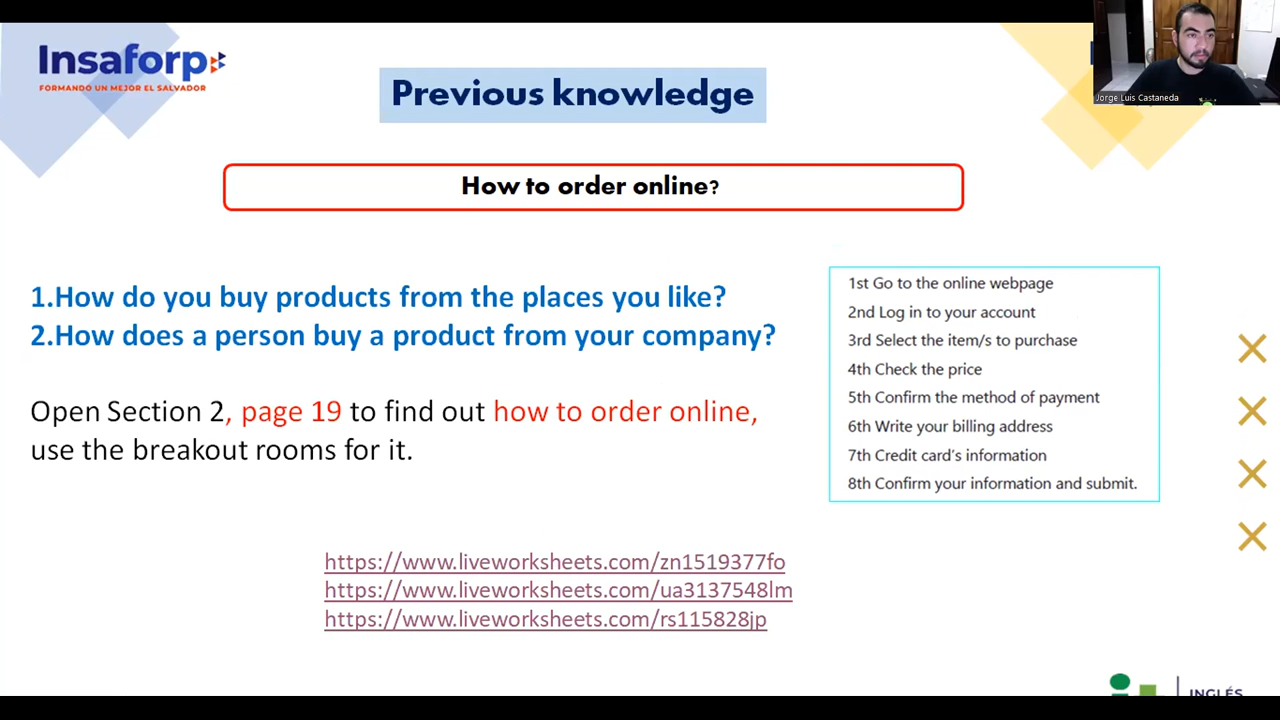 Insaforp
FORMANDO UN MEJOR EL SALVADOR
Previous knowledge
Jorge Luis Castaneda
How to order online?
1.How do you buy products from the places you like?
2.How does a person buy a product from your company?
Open Section 2, page 19 to find out how to order online,
use the breakout rooms for it.
1st Go to the online webpage
2nd Log in to your account
3rd Select the item/s to purchase
4th Check the price
5th Confirm the method of payment
6th Write your billing address
7th Credit card's information
8th Confirm your information and submit.
https://www.liveworksheets.com/zn1519377fo
https://www.liveworksheets.com/ua3137548lm
https://www.liveworksheets.com/rs115828jp
INGLÉS